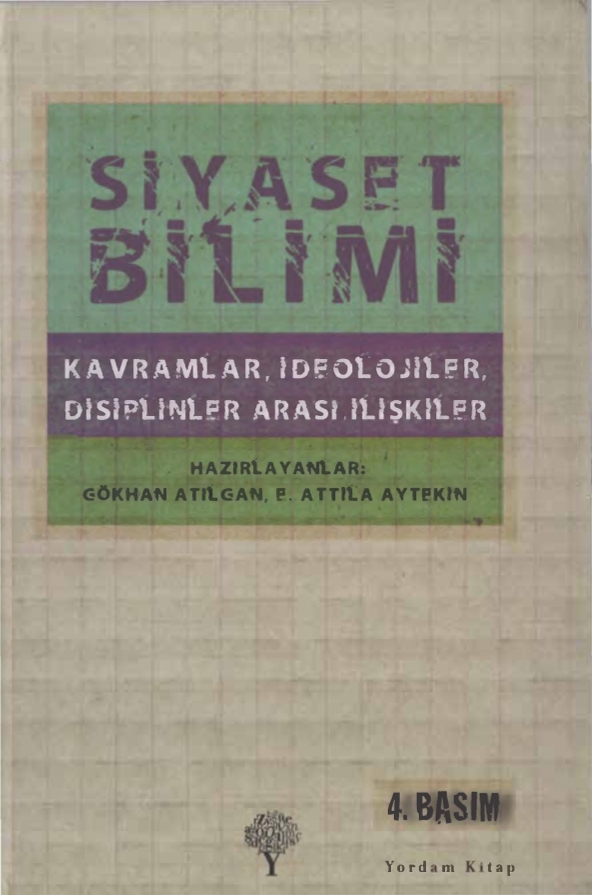 SİYASET
BİLİMİ
KAVRAMLAR, İDEOLOJİLER,
DİSİPLİNLER ARASI İLİŞKİLER
HAZIRLAYANLAR:
GÖKHAN ATILGAN, E. ATTİLA AYTEKİN
4. BASIM
Y
Yordam Kitap